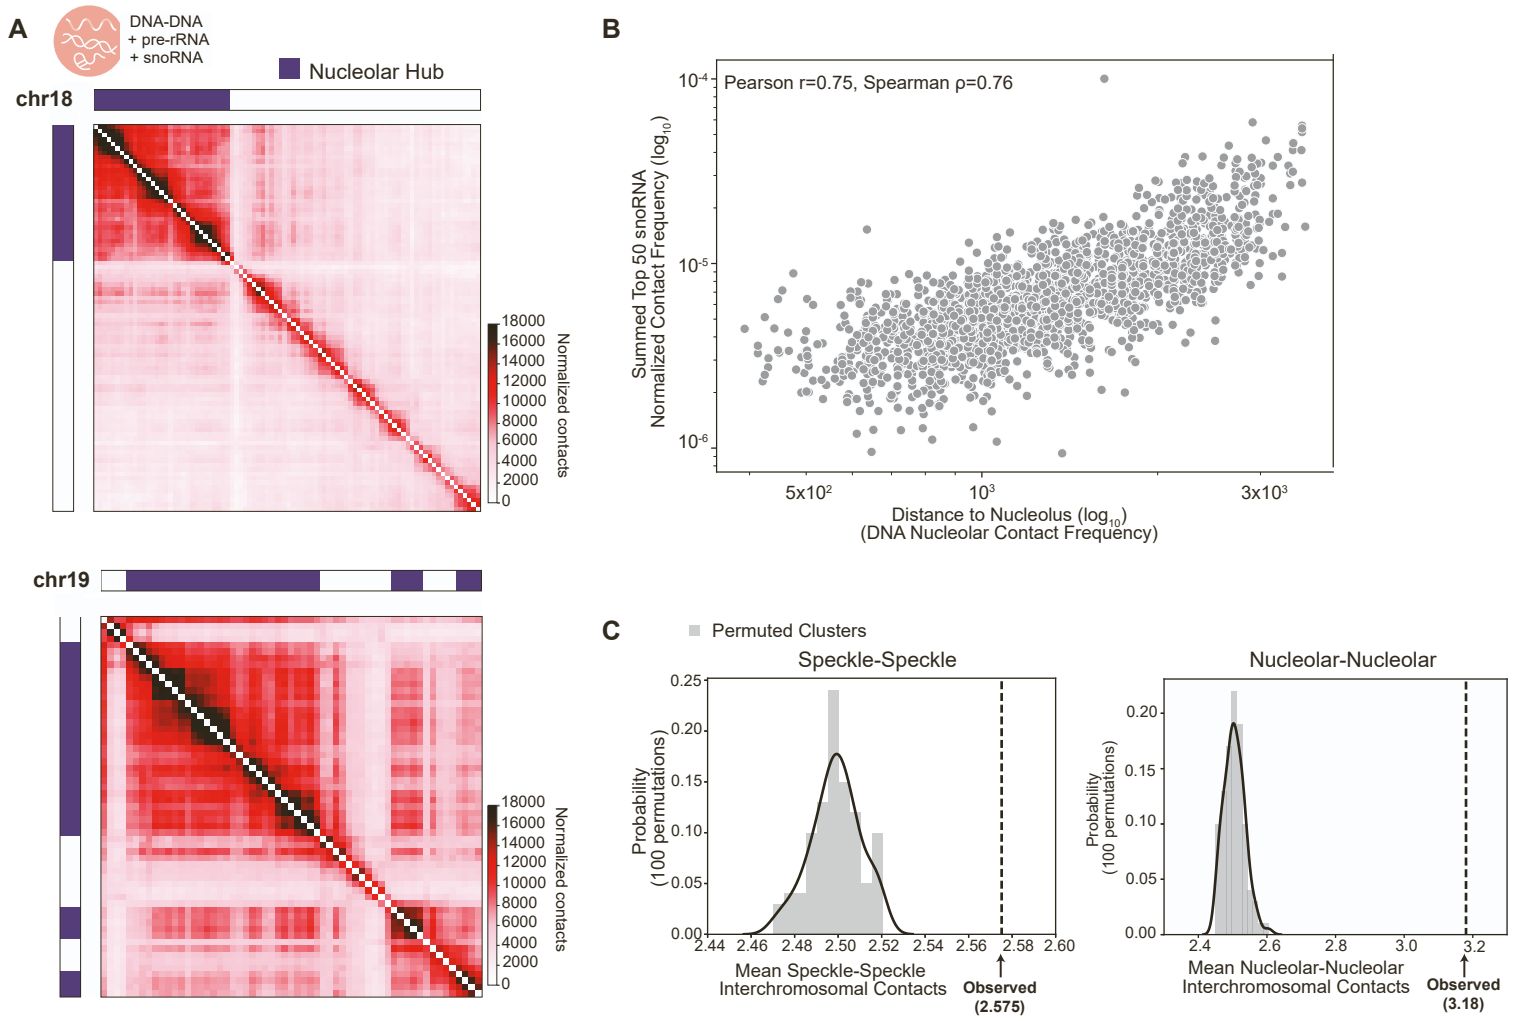 A
DNA-DNA
+ pre-rRNA
+ snoRNA
Nucleolar Hub
chr18
18000
16000
14000
12000
10000
8000
6000
4000
2000
0
Normalized contacts
chr19
18000
16000
14000
12000
10000
8000
6000
4000
2000
0
Normalized contacts
B
Pearson r=0.75, Spearman ρ=0.76
10⁻⁴
10⁻⁵
10⁻⁶
Summed Top 50 snoRNA
Normalized Contact Frequency (log₁₀)
5x10² 10³ 3x10³
Distance to Nucleolus (log₁₀)
(DNA Nucleolar Contact Frequency)
C
Permuted Clusters
Speckle-Speckle
0.25
0.20
0.15
0.10
0.05
0.00
Probability
(100 permutations)
2.44 2.46 2.48 2.50 2.52 2.54 2.56 2.58 2.60
Mean Speckle-Speckle
Interchromosomal Contacts
Observed
(2.575)
Nucleolar-Nucleolar
0.20
0.15
0.10
0.05
0.00
Probability
(100 permutations)
2.4 2.6 2.8 3.0 3.2
Mean Nucleolar-Nucleolar
Interchromosomal Contacts
Observed
(3.18)